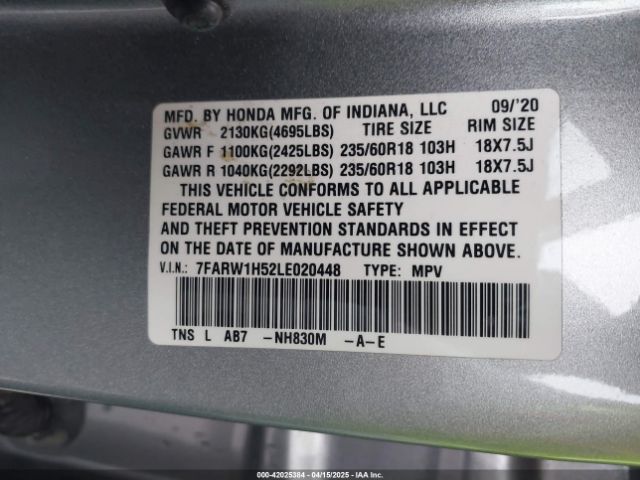 MFD. BY HONDA MFG. OF INDIANA, LLC 09/'20
GVWR 2130KG(4695LBS) TIRE SIZE RIM SIZE
GAWR F 1100KG(2425LBS) 235/60R18 103H 18X7.5J
GAWR R 1040KG(2292LBS) 235/60R18 103H 18X7.5J
THIS VEHICLE CONFORMS TO ALL APPLICABLE
FEDERAL MOTOR VEHICLE SAFETY
AND THEFT PREVENTION STANDARDS IN EFFECT
ON THE DATE OF MANUFACTURE SHOWN ABOVE.
V.I.N.: 7FARW1H52LE020448 TYPE: MPV
TNS L AB7 -NH830M -A-E
000-42025384 - 04/15/2025 - IAAI.com